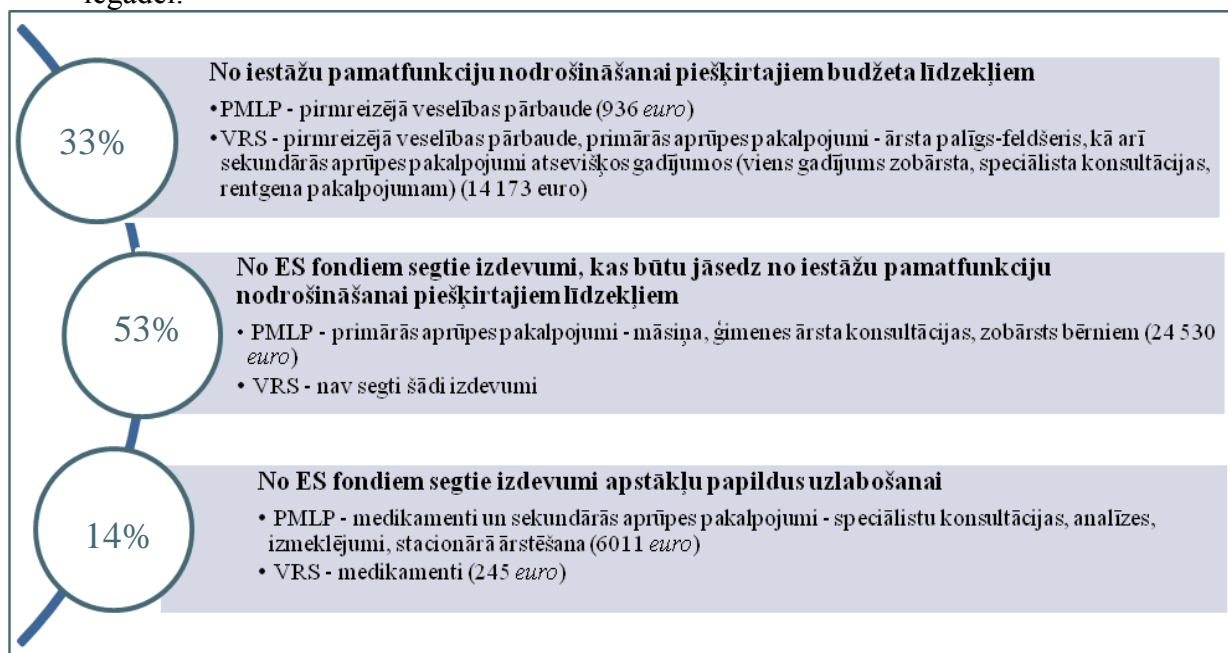 iegādei.
No iestāžu pamatfunkciju nodrošināšanai piešķirtajiem budžeta līdzekļiem
•PMLP - pirmreizējā veselības pārbaude (936 euro)
33%
•VRS - pirmreizējā veselības pārbaude, primārās aprūpes pakalpojumi - ārsta palīgs-feldšeris, kā arī
sekundārās aprūpes pakalpojumi atsevišķos gadījumos (viens gadījums zobārsta, speciālista konsultācijas,
rentgena pakalpojumam) (14 173 euro)
No ES fondiem segtie izdevumi, kas būtu jāsedz no iestāžu pamatfunkciju
nodrošināšanai piešķirtajiem līdzekļiem
53%
• PMLP - primārās aprūpes pakalpojumi - māsiņa, ģimenes ārsta konsultācijas, zobārsts bērniem (24 530
euro)
• VRS - nav segti šādi izdevumi
No ES fondiem segtie izdevumi apstākļu papildus uzlabošanai
14%
• PMLP - medikamenti un sekundārās aprūpes pakalpojumi - speciālistu konsultācijas, analīzes,
izmeklējumi, stacionārā ārstēšana (6011 euro)
• VRS - medikamenti (245 euro)